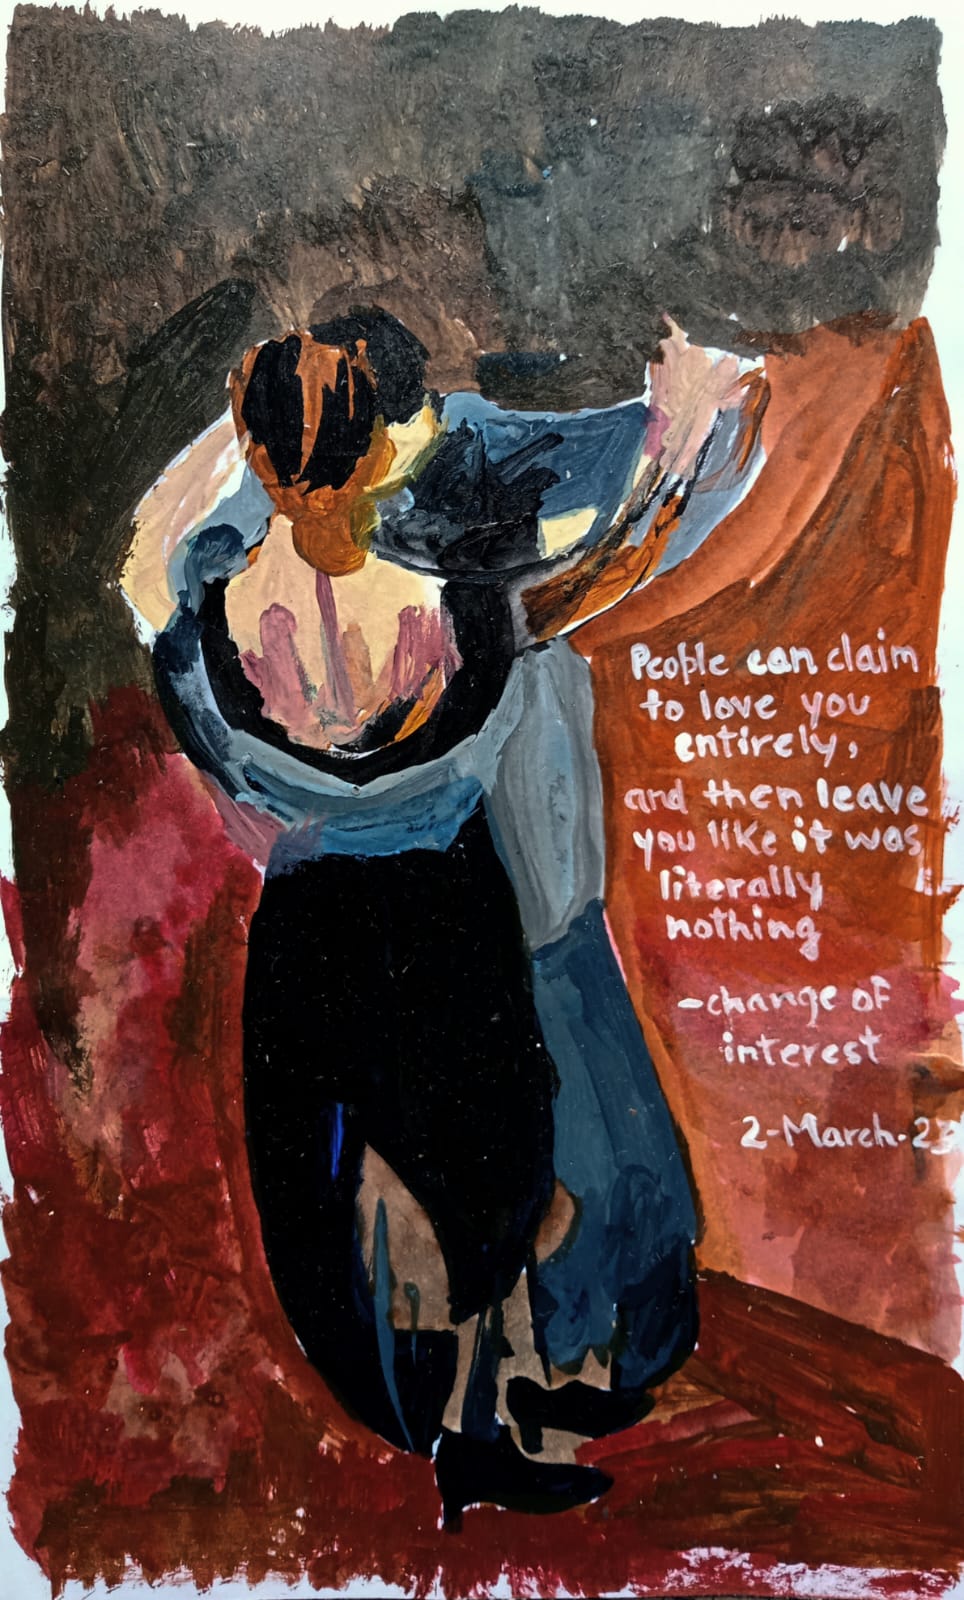 People can claim
to love you
entirely,
and then leave
you like it was
literally
nothing
-change of
interest
2-March-23